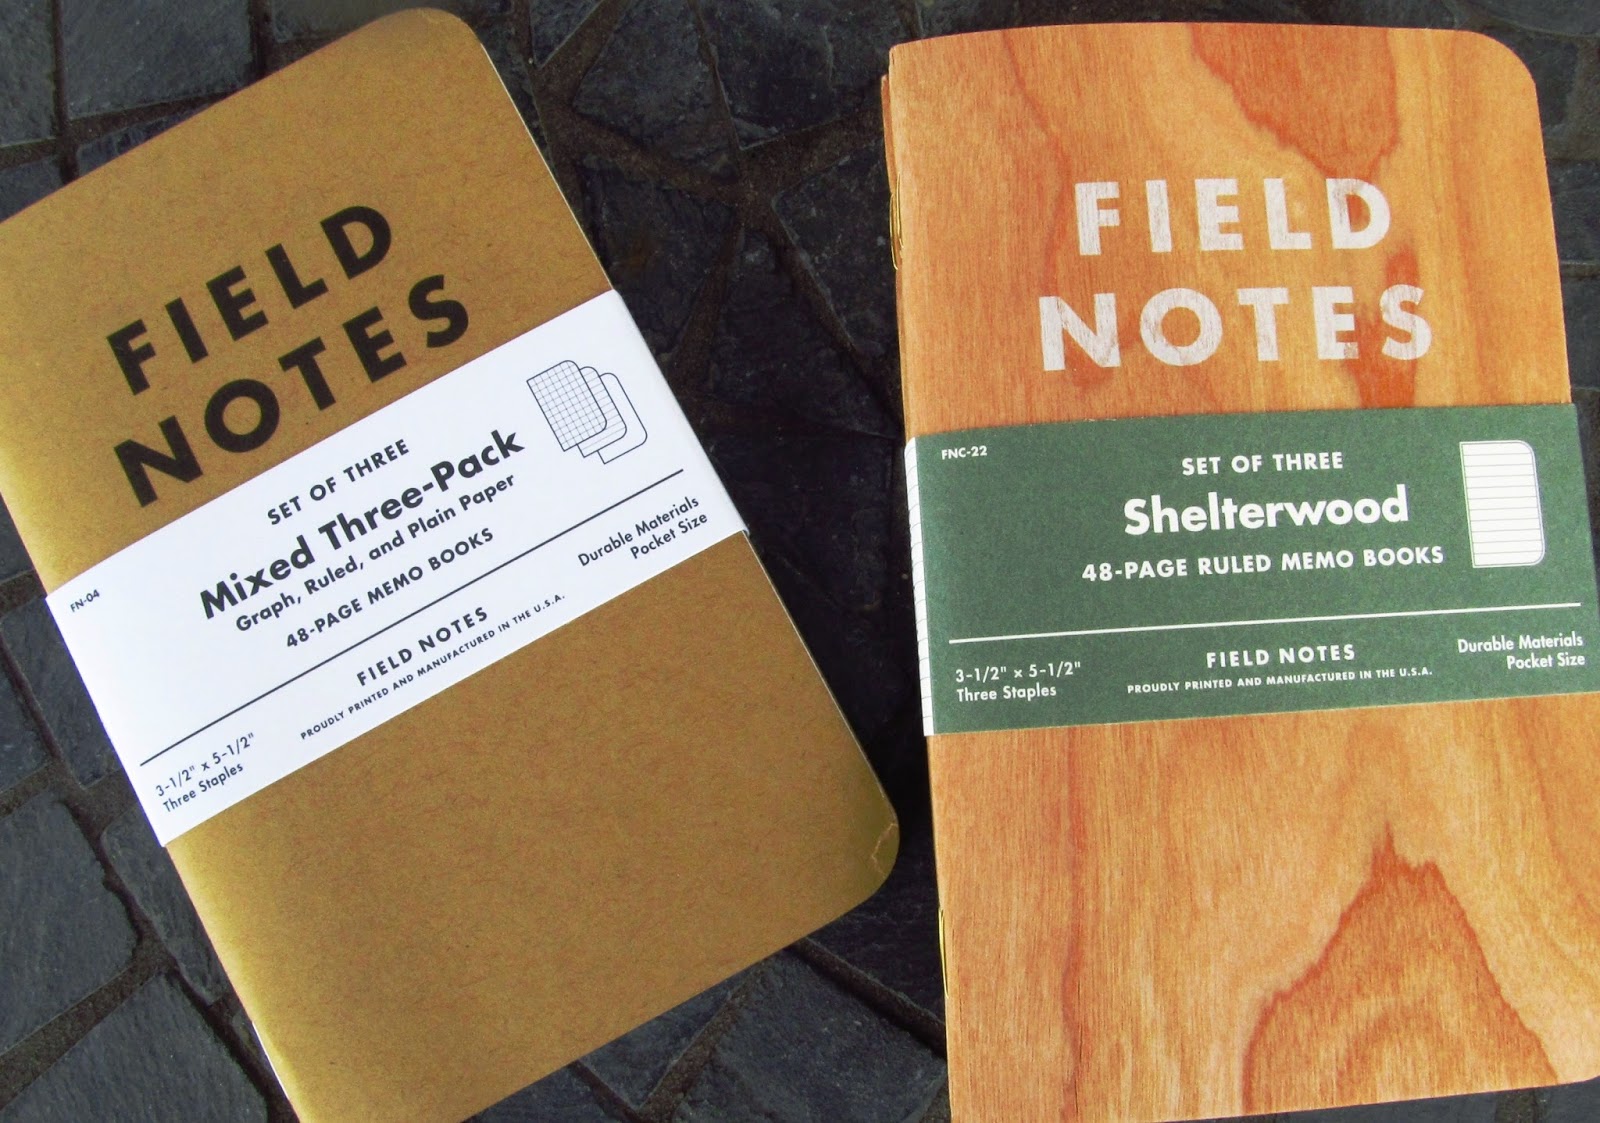 FIELD
NOTES
SET OF THREE
Mixed Three-Pack
Graph, Ruled, and Plain Paper
48-PAGE MEMO BOOKS
FN-04
Durable Materials
Pocket Size
FIELD NOTES
PROUDLY PRINTED AND MANUFACTURED IN THE U.S.A.
3-1/2" x 5-1/2"
Three Staples
FIELD
NOTES
FNC-22
SET OF THREE
Shelterwood
48-PAGE RULED MEMO BOOKS
3-1/2" x 5-1/2"
Three Staples
FIELD NOTES
PROUDLY PRINTED AND MANUFACTURED IN THE U.S.A.
Durable Materials
Pocket Size